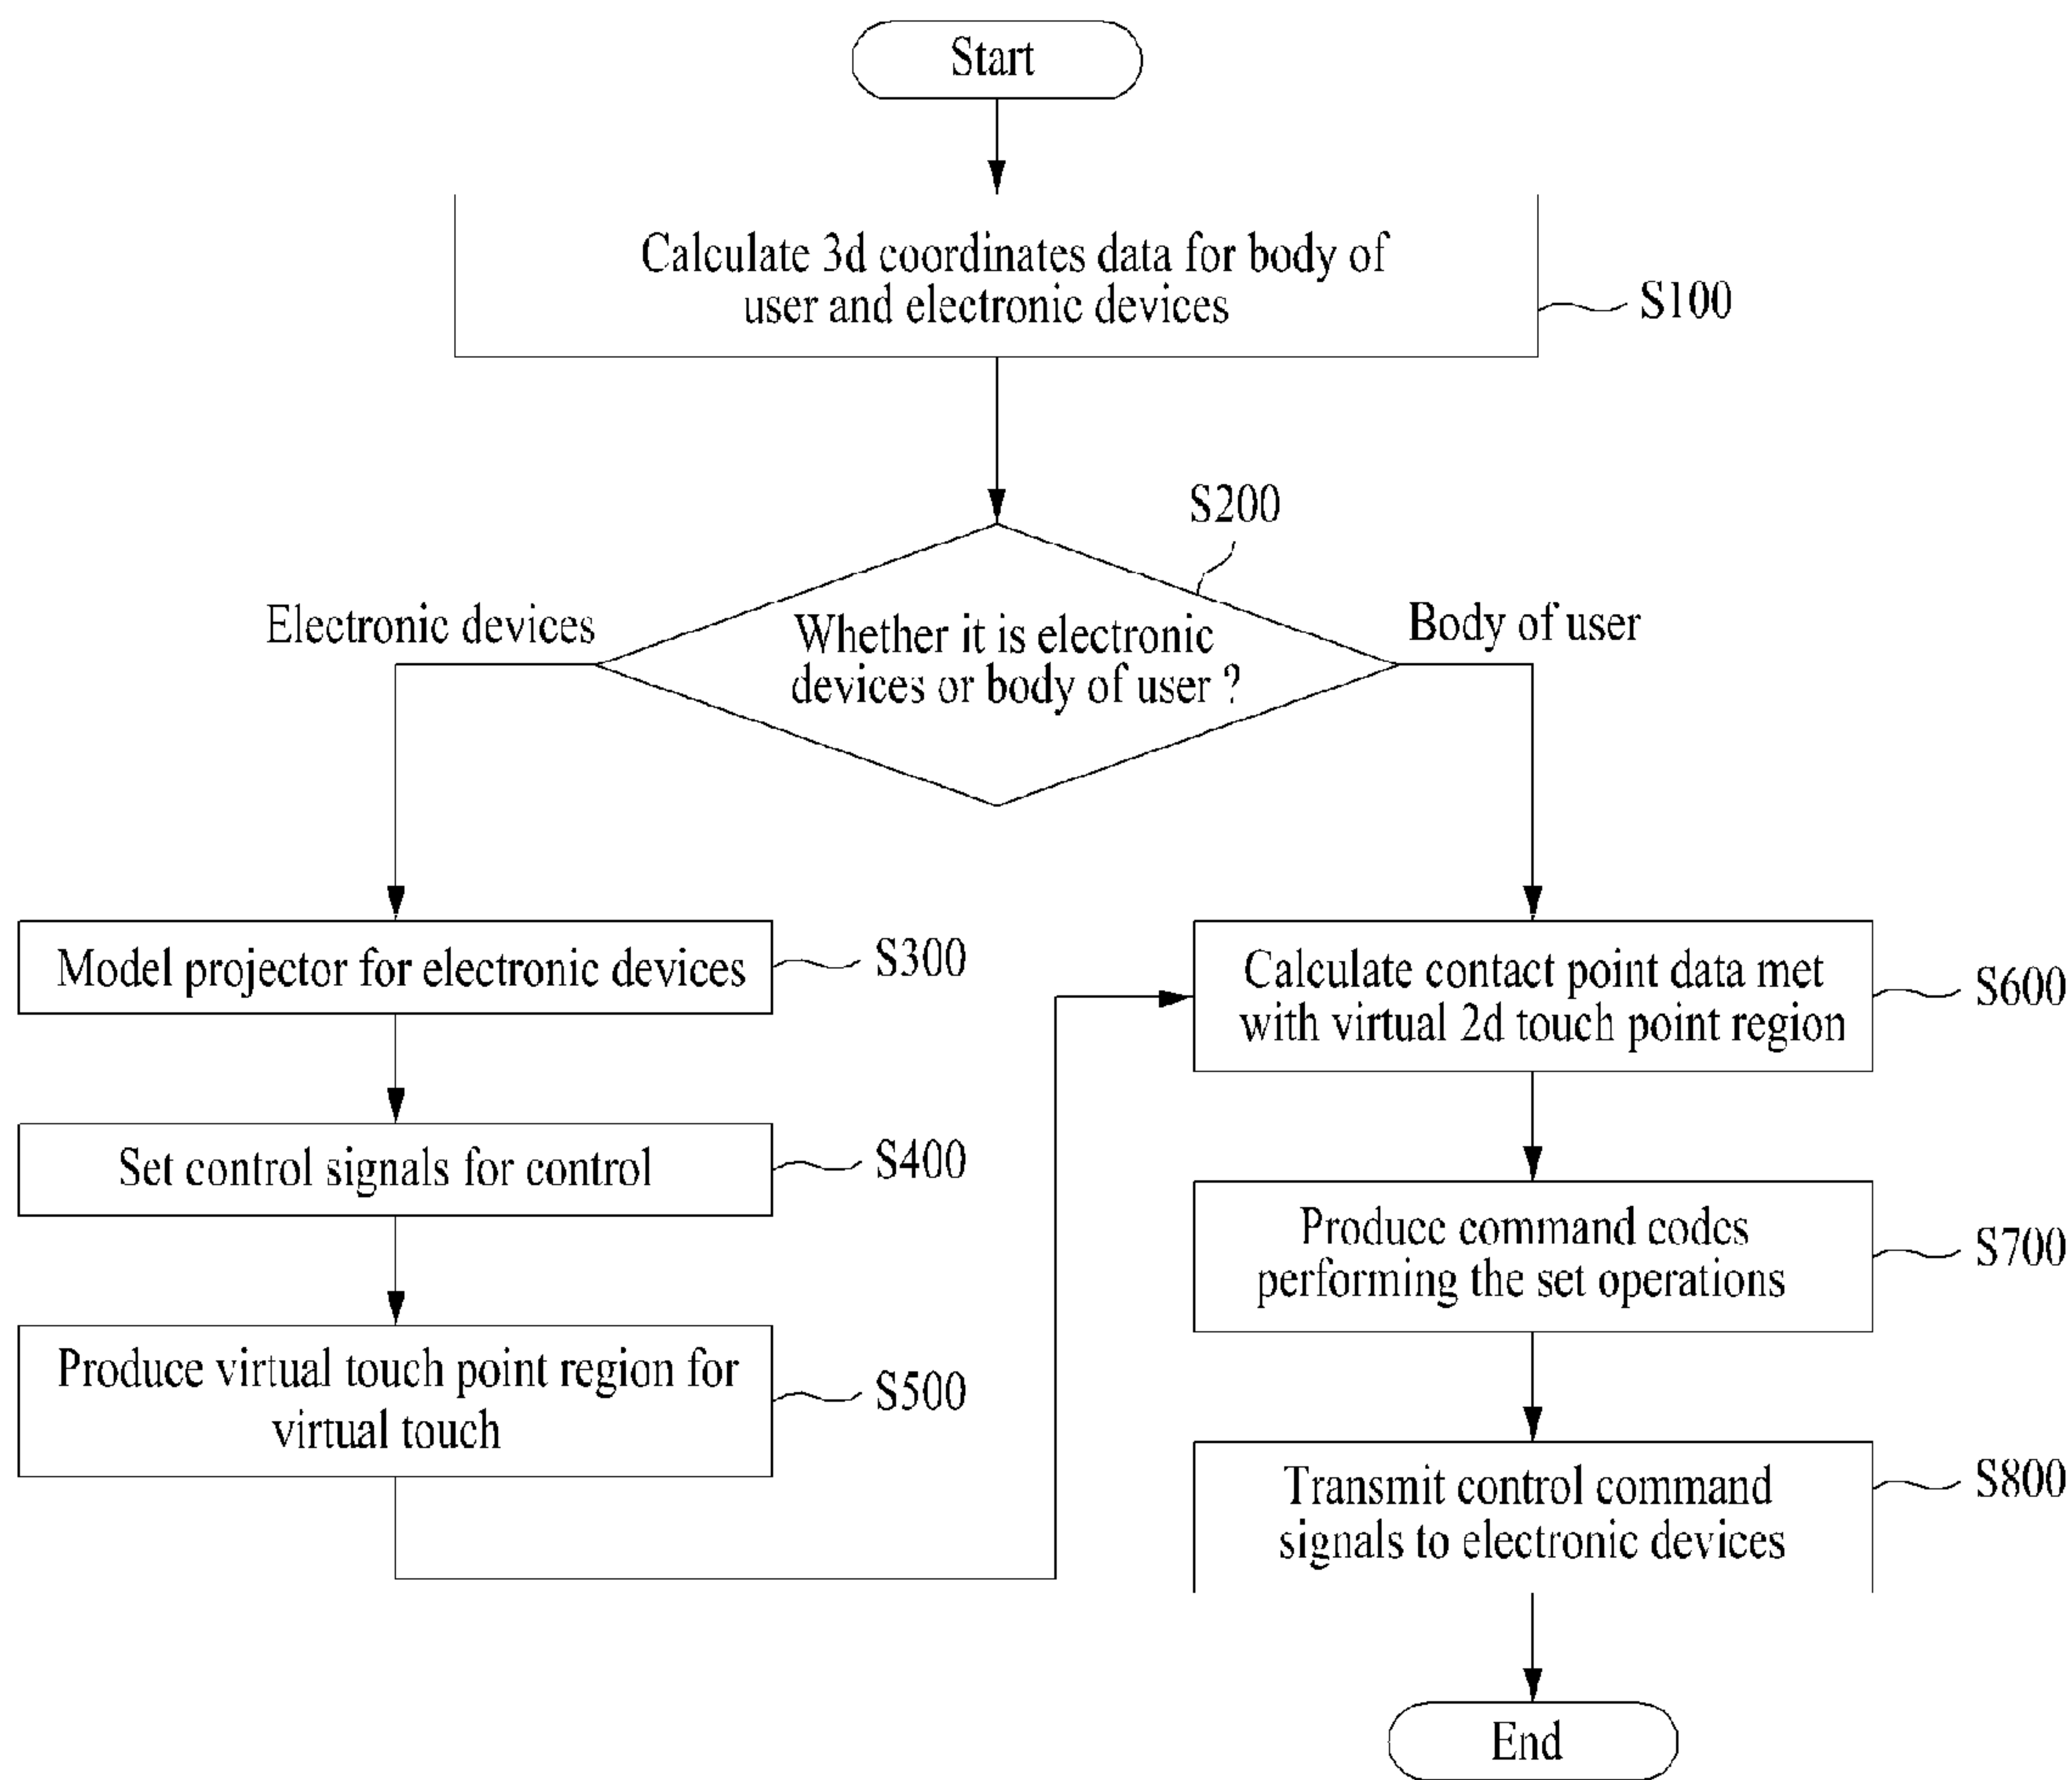 Start
Calculate 3d coordinates data for body of
user and electronic devices
S100
S200
Whether it is electronic
devices or body of user ?
Electronic devices
Body of user
Model projector for electronic devices
S300
Set control signals for control
S400
Produce virtual touch point region for
virtual touch
S500
Calculate contact point data met
with virtual 2d touch point region
S600
Produce command codes
performing the set operations
S700
Transmit control command
signals to electronic devices
S800
End